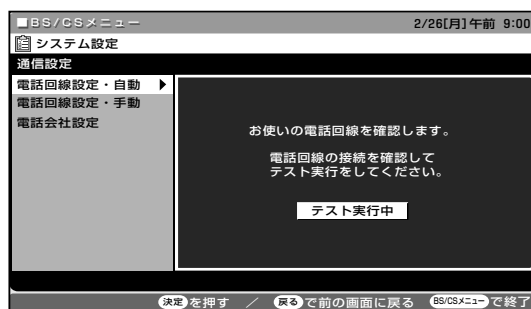 ■BS/CSメニュー 2/26[月]午前 9:00
システム設定
通信設定
電話回線設定・自動 ▶
電話回線設定・手動
電話会社設定
お使いの電話回線を確認します。
電話回線の接続を確認して
テスト実行をしてください。
テスト実行中
決定を押す ／ 戻るで前の画面に戻る BS/CSメニューで終了